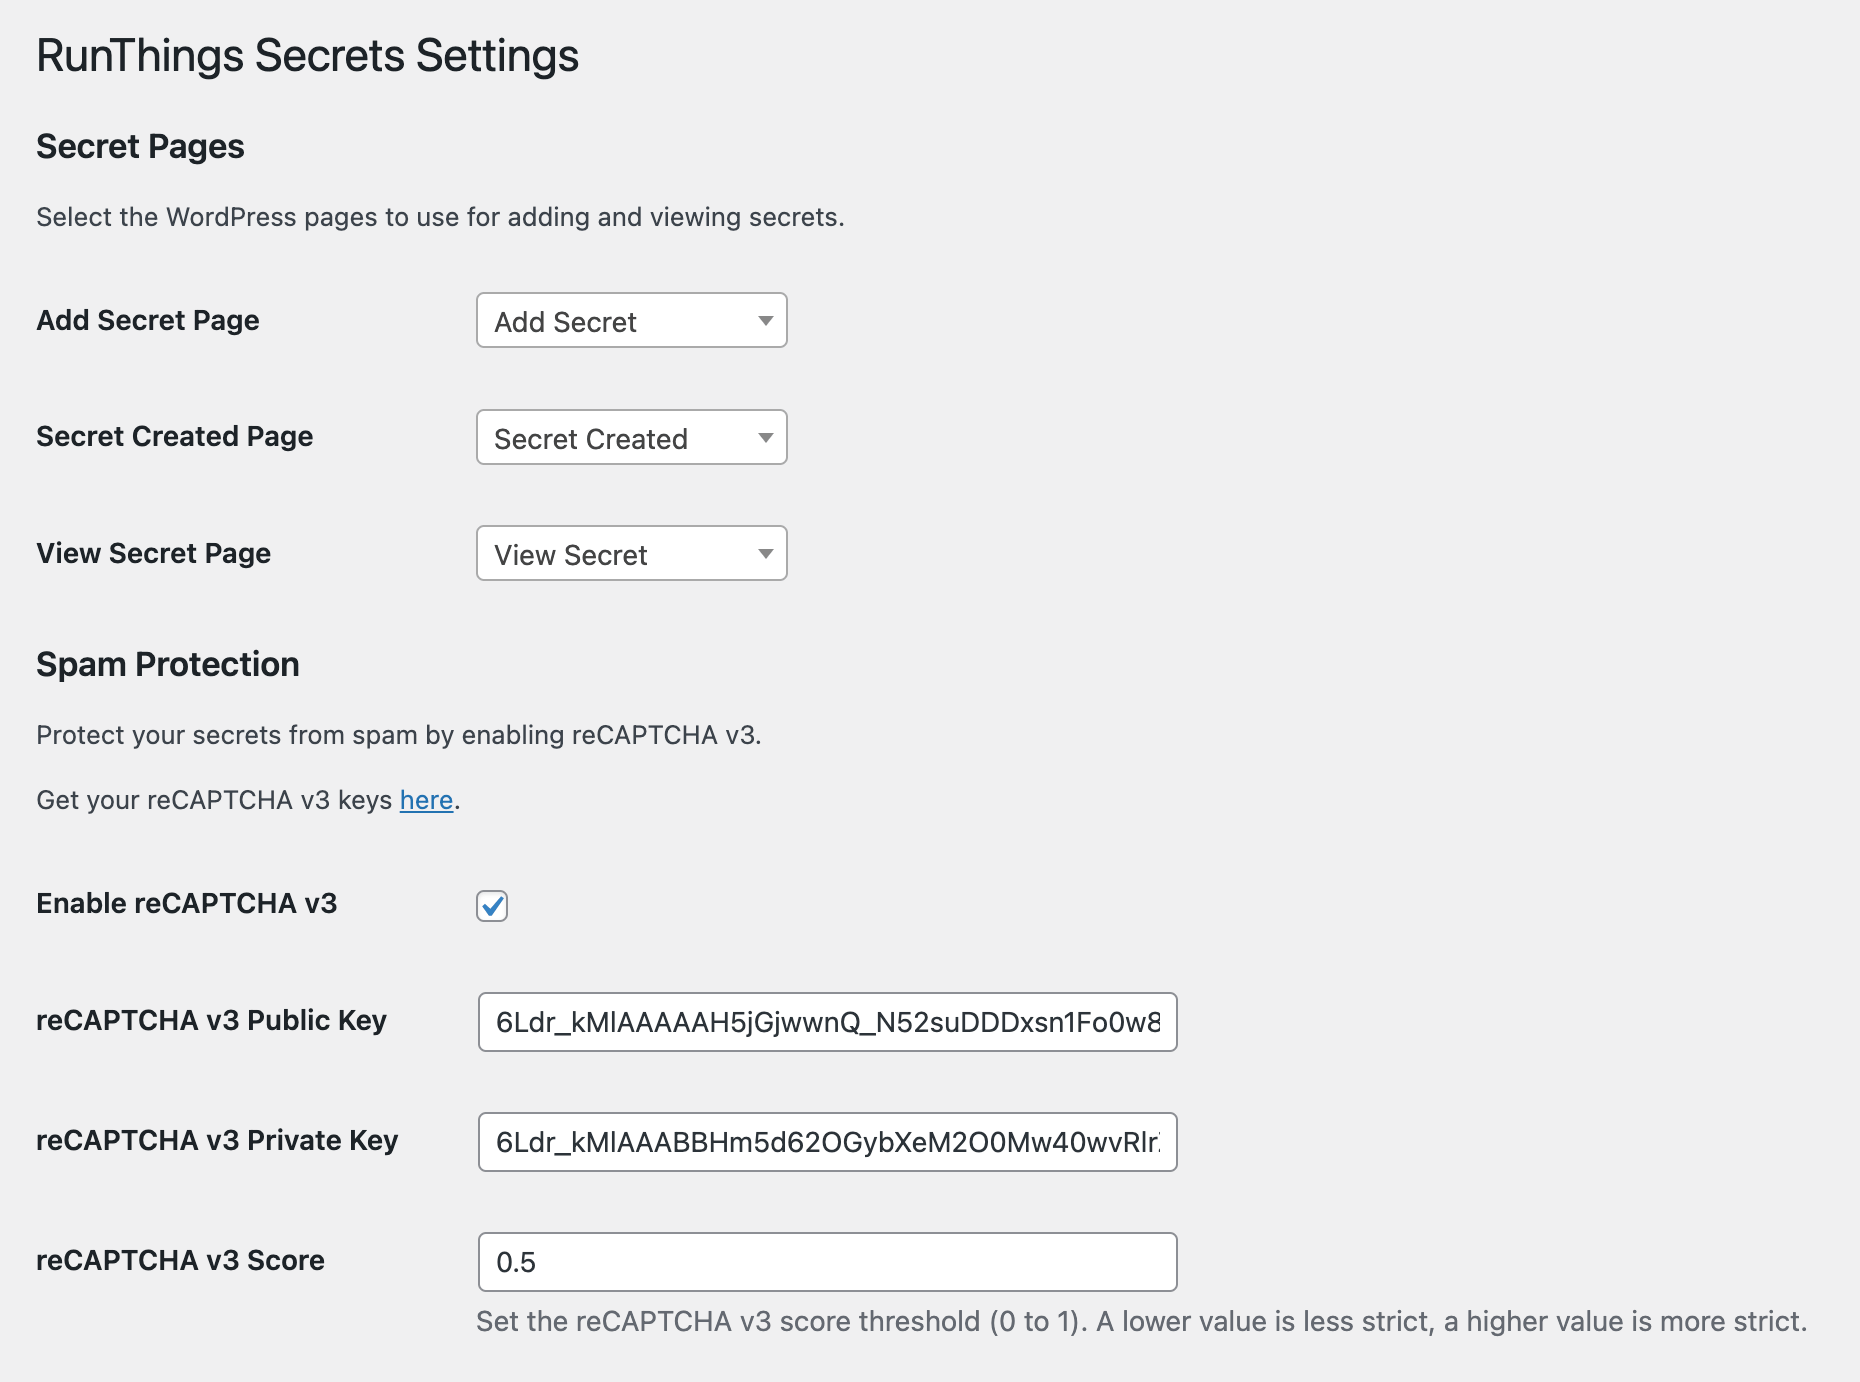 RunThings Secrets Settings
Secret Pages
Select the WordPress pages to use for adding and viewing secrets.
Add Secret Page
Add Secret
Secret Created Page
Secret Created
View Secret Page
View Secret
Spam Protection
Protect your secrets from spam by enabling reCAPTCHA v3.
Get your reCAPTCHA v3 keys here.
Enable reCAPTCHA v3
reCAPTCHA v3 Public Key
6Ldr_kMlAAAAAH5jGjwwnQ_N52suDDDxsn1Fo0w8
reCAPTCHA v3 Private Key
reCAPTCHA v3 Score
0.5
Set the reCAPTCHA v3 score threshold (0 to 1). A lower value is less strict, a higher value is more strict.